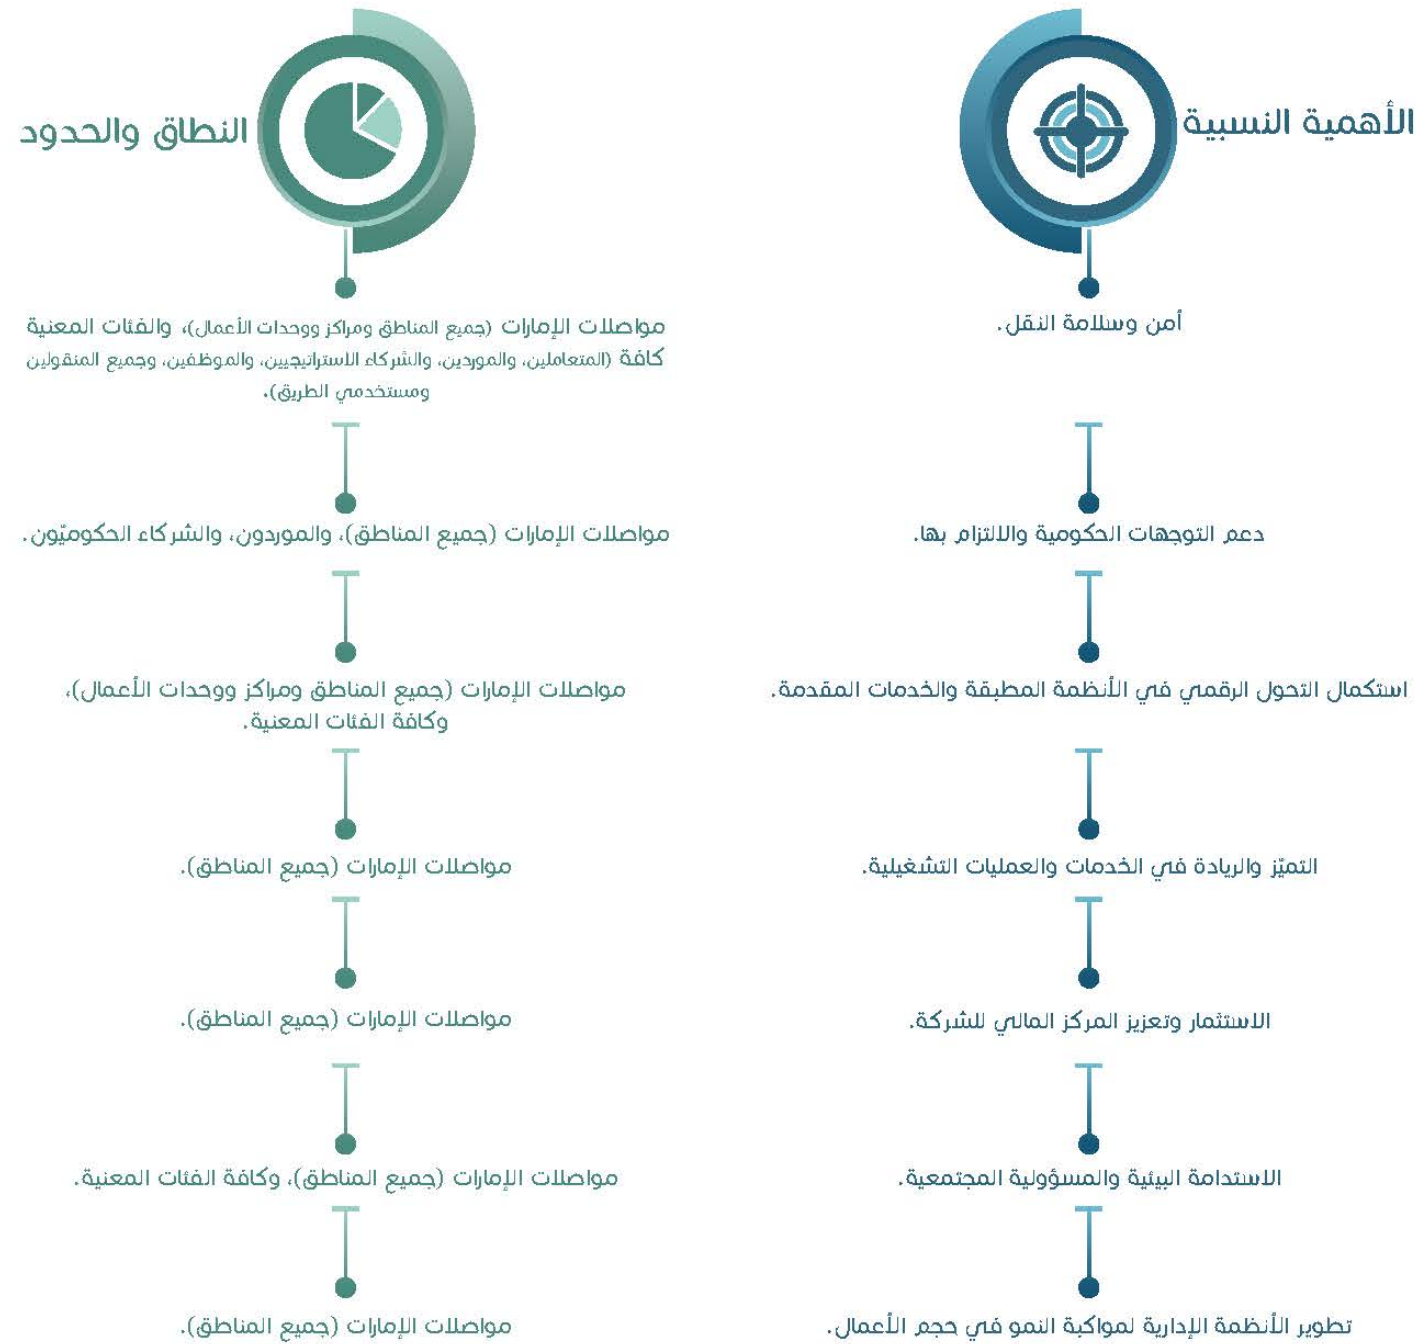 الأهمية النسبية
النطاق والحدود
أمن وسلامة النقل.
مواصلات الإمارات (جميع المناطق ومراكز ووحدات الأعمال)، والفئات المعنية
كافة (المتعاملين، والموردين، والشركاء الاستراتيجيين، والموظفين، وجميع المنقولين
ومستخدمي الطريق).
دعم التوجهات الحكومية والالتزام بها.
مواصلات الإمارات (جميع المناطق)، والموردون، والشركاء الحكوميّون.
استكمال التحول الرقمي في الأنظمة المطبقة والخدمات المقدمة.
مواصلات الإمارات (جميع المناطق ومراكز ووحدات الأعمال)،
وكافة الفئات المعنية.
التميّز والريادة في الخدمات والعمليات التشغيلية.
مواصلات الإمارات (جميع المناطق).
الاستثمار وتعزيز المركز المالي للشركة.
مواصلات الإمارات (جميع المناطق).
الاستدامة البيئية والمسؤولية المجتمعية.
مواصلات الإمارات (جميع المناطق)، وكافة الفئات المعنية.
تطوير الأنظمة الإدارية لمواكبة النمو في حجم الأعمال.
مواصلات الإمارات (جميع المناطق).